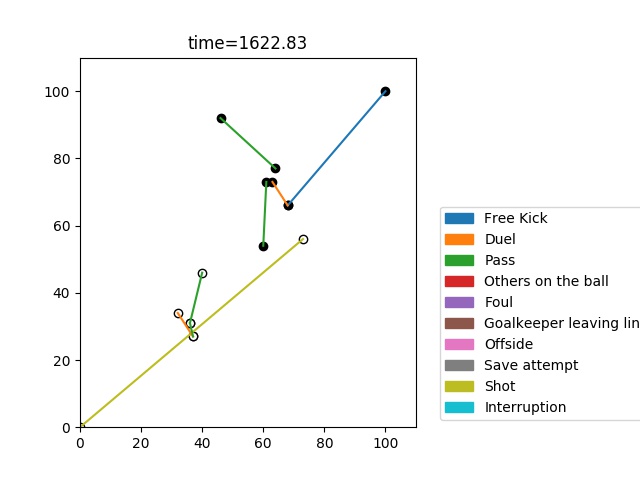 time=1622.83
100
80
60
40
20
0
0 20 40 60 80 100
Free Kick
Duel
Pass
Others on the ball
Foul
Goalkeeper leaving lin
Offside
Save attempt
Shot
Interruption